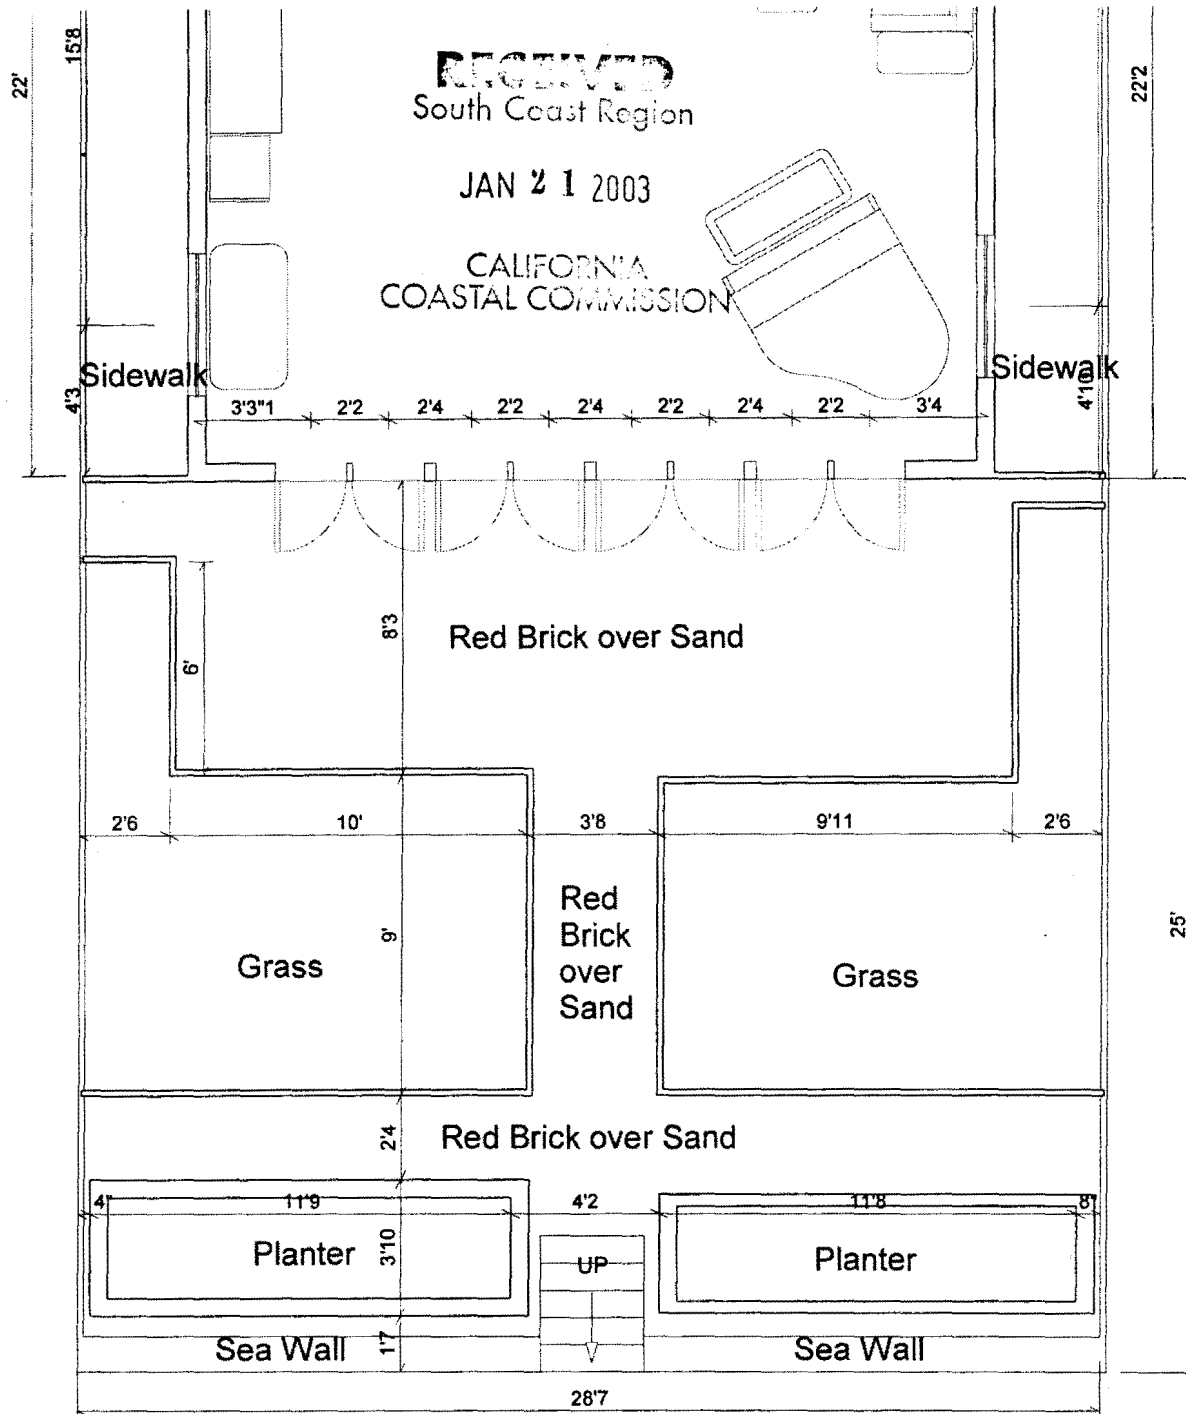 15'8
22'
RECEIVED
South Coast Region
JAN 21 2003
CALIFORNIA
COASTAL COMMISSION
22'2
Sidewalk
Sidewalk
4'3
4'10
3'3"1
2'2
2'4
2'2
2'4
2'2
2'4
2'2
3'4
8'3
Red Brick over Sand
6'
2'6
10'
3'8
9'11
2'6
Red
Brick
over
Sand
9'
25'
Grass
Grass
2'4
Red Brick over Sand
4"
11'9
4'2
11'8
8"
Planter
3'10
UP
Planter
Sea Wall
1'7
Sea Wall
28'7